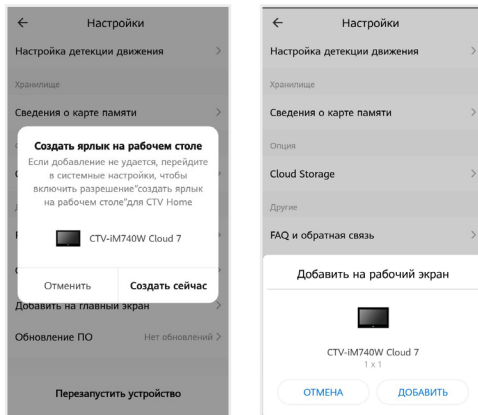 Настройки
Настройка детекции движения
Хранилище
Сведения о карте памяти
Создать ярлык на рабочем столе
Если добавление не удается, перейдите
в системные настройки, чтобы
включить разрешение"создать ярлык
на рабочем столе"для CTV Home
CTV-iM740W Cloud 7
Отменить
Создать сейчас
Добавить на главный экран
Обновление ПО
Нет обновлений
Перезапустить устройство
Настройки
Настройка детекции движения
Хранилище
Сведения о карте памяти
Опция
Cloud Storage
Другие
FAQ и обратная связь
Добавить на рабочий экран
CTV-iM740W Cloud 7
1 x 1
ОТМЕНА
ДОБАВИТЬ